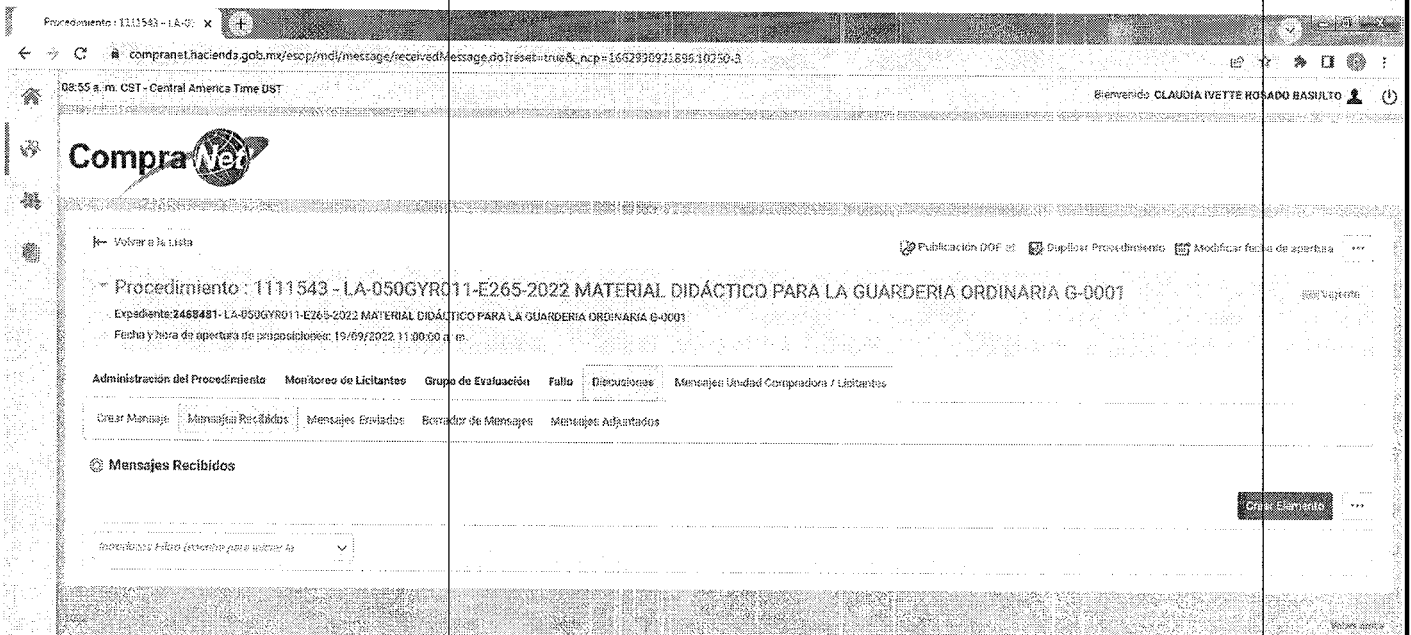 Procedimiento : 1111543 - LA-0
compranet.hacienda.gob.mx/esop/mdl/message/receivedMessage.do?reset=true&_ncp=1662990921896.10250-3
08:55 a. m. CST - Central America Time DST
Bienvenido CLAUDIA IVETTE ROSADO BASULTO
CompraNet
Volver a la Lista
Publicación DOF
Duplicar Procedimiento
Modificar fecha de apertura
Procedimiento : 1111543 - LA-050GYR011-E265-2022 MATERIAL DIDÁCTICO PARA LA GUARDERIA ORDINARIA G-0001
Vigente
Expediente:2468481- LA-050GYR011-E265-2022 MATERIAL DIDÁCTICO PARA LA GUARDERIA ORDINARIA G-0001
Fecha y hora de apertura de proposiciones: 19/09/2022 11:00:00 a. m.
Administración del Procedimiento Monitoreo de Licitantes Grupo de Evaluación Fallo Discusiones Mensajes Unidad Compradora / Licitantes
Crear Mensaje Mensajes Recibidos Mensajes Enviados Borrador de Mensajes Mensajes Adjuntados
Mensajes Recibidos
Crear Elemento